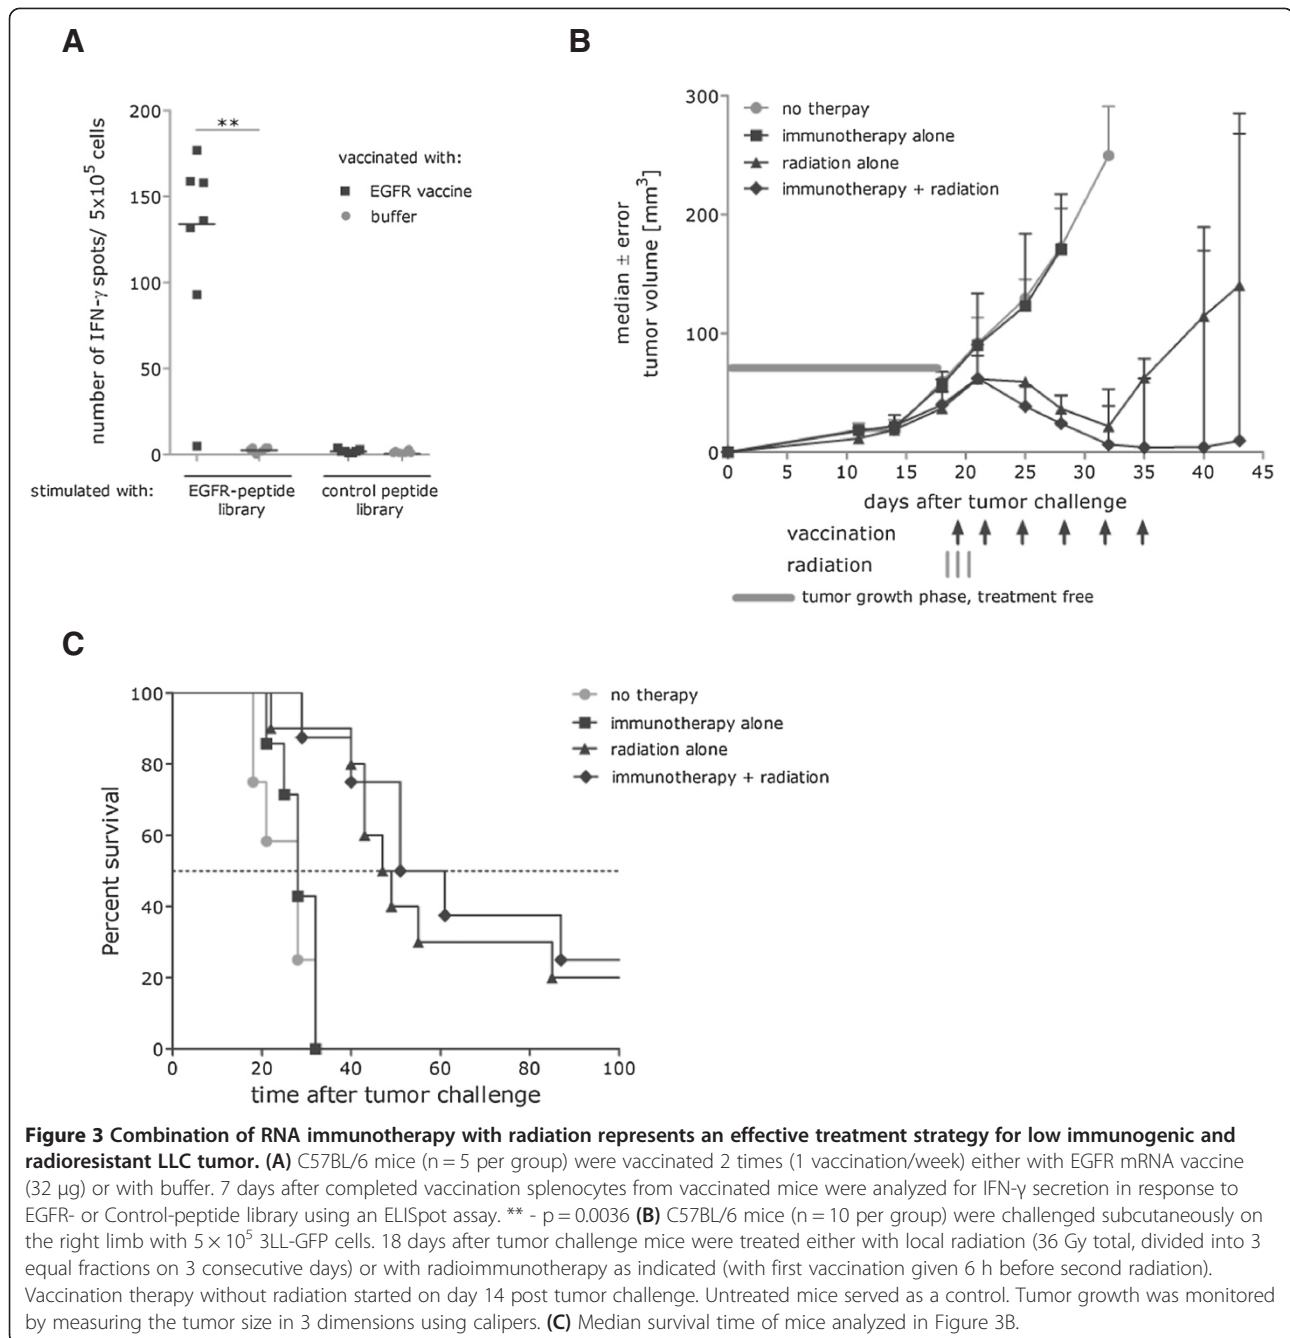 A
200
150
100
50
0
number of IFN-γ spots/ 5x10⁵ cells
**
vaccinated with:
EGFR vaccine
buffer
stimulated with:
EGFR-peptide
library
control peptide
library
B
300
200
100
0
median ± error
tumor volume [mm³]
no therpay
immunotherapy alone
radiation alone
immunotherapy + radiation
0 5 10 15 20 25 30 35 40 45
days after tumor challenge
vaccination
radiation
tumor growth phase, treatment free
C
100
80
60
40
20
0
Percent survival
no therapy
immunotherapy alone
radiation alone
immunotherapy + radiation
0 20 40 60 80 100
time after tumor challenge
Figure 3 Combination of RNA immunotherapy with radiation represents an effective treatment strategy for low immunogenic and
radioresistant LLC tumor. (A) C57BL/6 mice (n = 5 per group) were vaccinated 2 times (1 vaccination/week) either with EGFR mRNA vaccine
(32 μg) or with buffer. 7 days after completed vaccination splenocytes from vaccinated mice were analyzed for IFN-γ secretion in response to
EGFR- or Control-peptide library using an ELISpot assay. ** - p = 0.0036 (B) C57BL/6 mice (n = 10 per group) were challenged subcutaneously on
the right limb with 5 × 10⁵ 3LL-GFP cells. 18 days after tumor challenge mice were treated either with local radiation (36 Gy total, divided into 3
equal fractions on 3 consecutive days) or with radioimmunotherapy as indicated (with first vaccination given 6 h before second radiation).
Vaccination therapy without radiation started on day 14 post tumor challenge. Untreated mice served as a control. Tumor growth was monitored
by measuring the tumor size in 3 dimensions using calipers. (C) Median survival time of mice analyzed in Figure 3B.